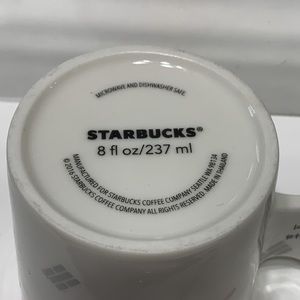 MICROWAVE AND DISHWASHER SAFE.
STARBUCKS®
8 fl oz/237 ml
MANUFACTURED FOR STARBUCKS COFFEE COMPANY SEATTLE WA 98134
©2016 STARBUCKS COFFEE COMPANY ALL RIGHTS RESERVED. MADE IN THAILAND